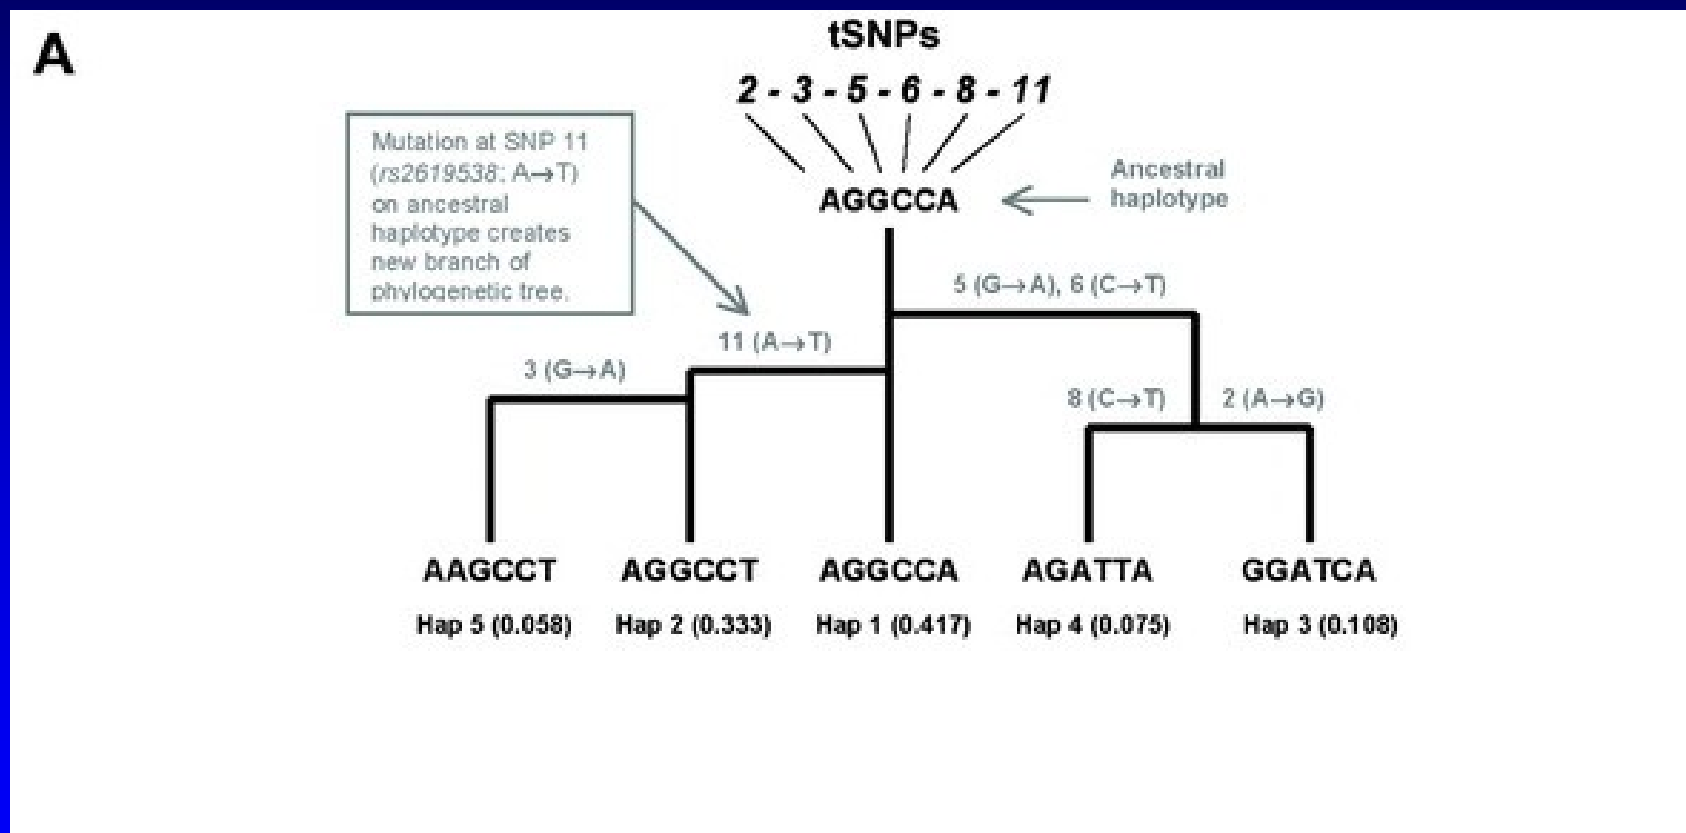 A
tSNPs
2 - 3 - 5 - 6 - 8 - 11
Mutation at SNP 11
(rs2619538: A→T)
on ancestral
haplotype creates
new branch of
phylogenetic tree.
AGGCCA
Ancestral
haplotype
5 (G→A), 6 (C→T)
11 (A→T)
3 (G→A)
8 (C→T)
2 (A→G)
AAGCCT
AGGCCT
AGGCCA
AGATTA
GGATCA
Hap 5 (0.058)
Hap 2 (0.333)
Hap 1 (0.417)
Hap 4 (0.075)
Hap 3 (0.108)